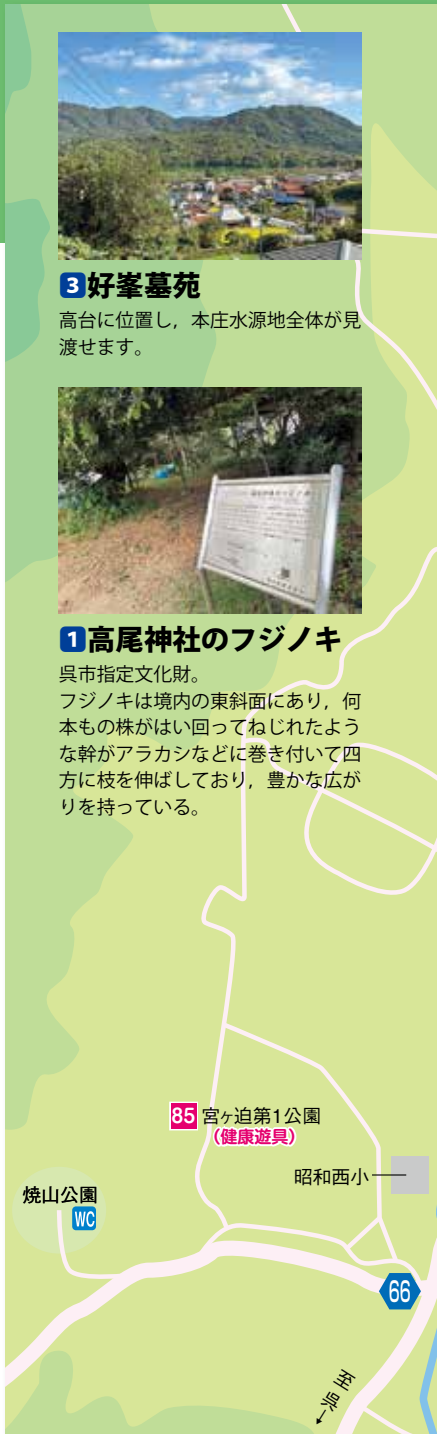 3 好峯墓苑
高台に位置し，本庄水源地全体が見
渡せます。
1 高尾神社のフジノキ
呉市指定文化財。
フジノキは境内の東斜面にあり，何
本もの株がはい回ってねじれたよう
な幹がアラカシなどに巻き付いて四
方に枝を伸ばしており，豊かな広が
りを持っている。
85 宮ヶ迫第1公園
（健康遊具）
昭和西小
焼山公園
WC
66
至呉↓